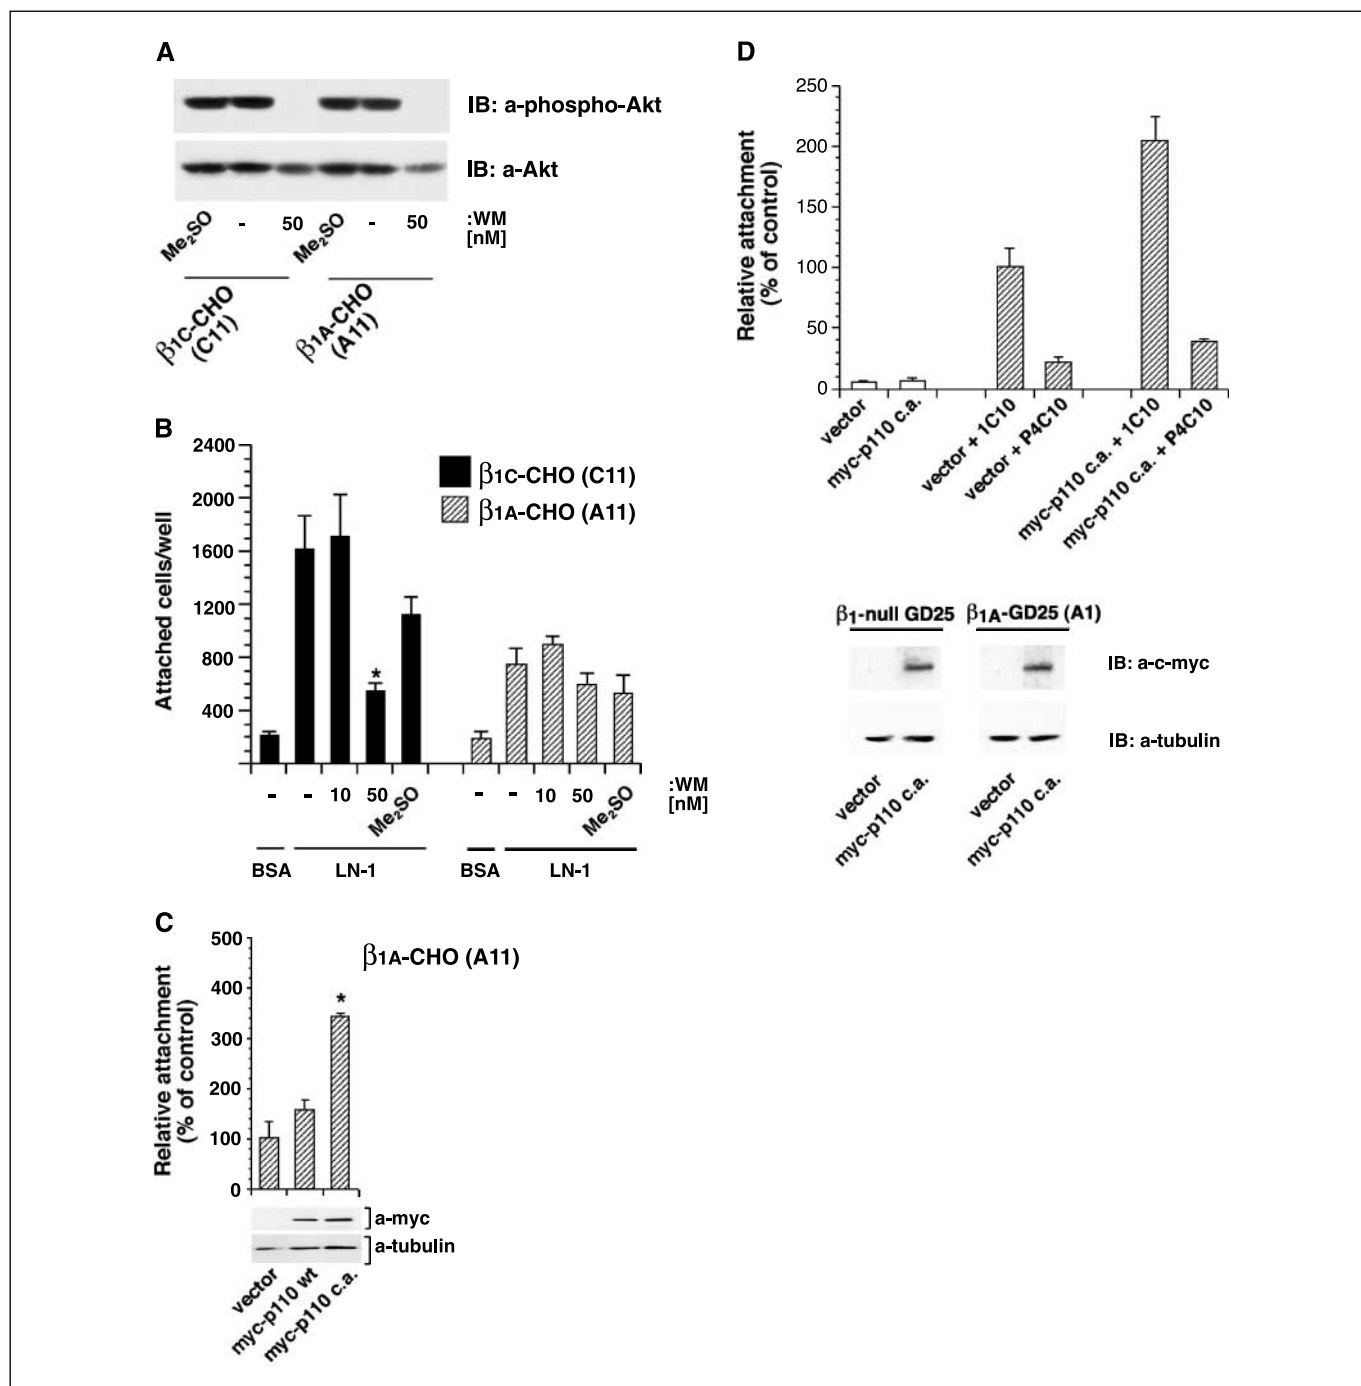 A
IB: a-phospho-Akt
IB: a-Akt
Me2SO - 50 Me2SO - 50 :WM
[nM]
β1C-CHO
(C11)
β1A-CHO
(A11)
B
2400
2000
1600
1200
800
400
Attached cells/well
β1C-CHO (C11)
β1A-CHO (A11)
*
- - 10 50 Me2SO - - 10 50 Me2SO :WM
[nM]
BSA LN-1 BSA LN-1
C
500
400
300
200
100
0
Relative attachment
(% of control)
β1A-CHO (A11)
*
a-myc
a-tubulin
vector
myc-p110 wt
myc-p110 c.a.
D
250
200
150
100
50
0
Relative attachment
(% of control)
vector
myc-p110 c.a.
vector + 1C10
vector + P4C10
myc-p110 c.a. + 1C10
myc-p110 c.a. + P4C10
β1-null GD25 β1A-GD25 (A1)
IB: a-c-myc
IB: a-tubulin
vector
myc-p110 c.a.
vector
myc-p110 c.a.